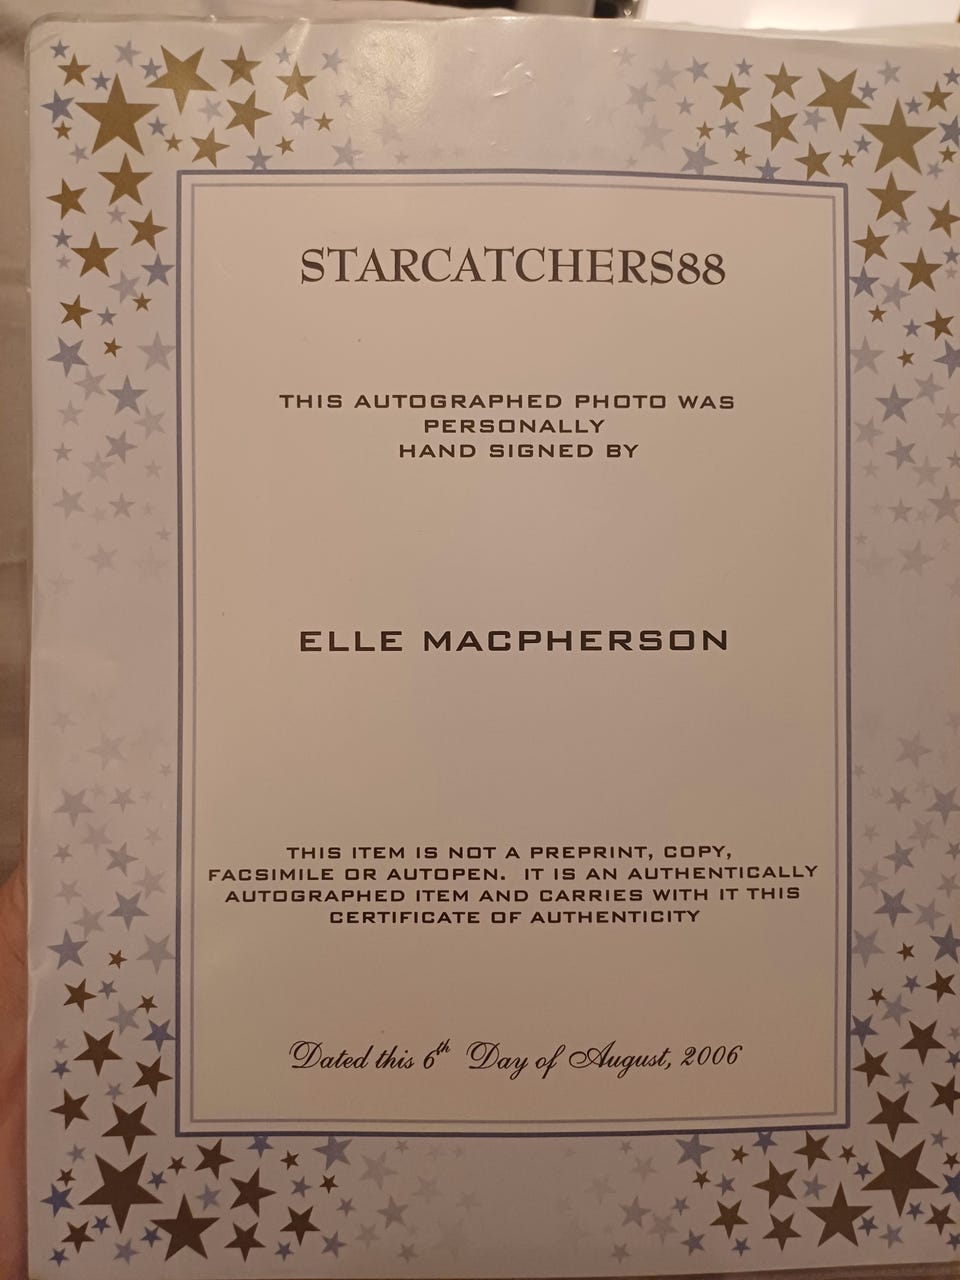 STARCATCHERS88
THIS AUTOGRAPHED PHOTO WAS
PERSONALLY
HAND SIGNED BY
ELLE MACPHERSON
THIS ITEM IS NOT A PREPRINT, COPY,
FACSIMILE OR AUTOPEN. IT IS AN AUTHENTICALLY
AUTOGRAPHED ITEM AND CARRIES WITH IT THIS
CERTIFICATE OF AUTHENTICITY
Dated this 6th Day of August, 2006